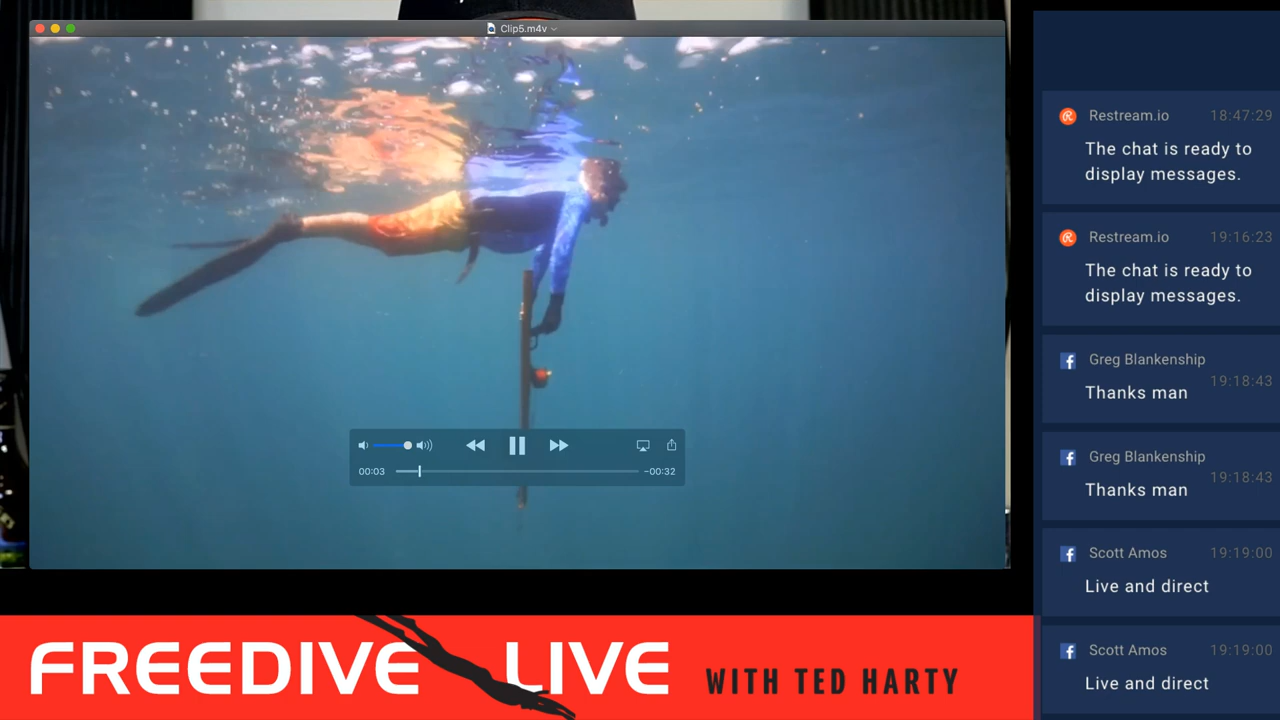 Clip5.m4v
00:03
-00:32
FREEDIVE LIVE WITH TED HARTY
Restream.io 18:47:29
The chat is ready to
display messages.
Restream.io 19:16:23
The chat is ready to
display messages.
Greg Blankenship
19:18:43
Thanks man
Greg Blankenship
19:18:43
Thanks man
Scott Amos 19:19:00
Live and direct
Scott Amos 19:19:00
Live and direct